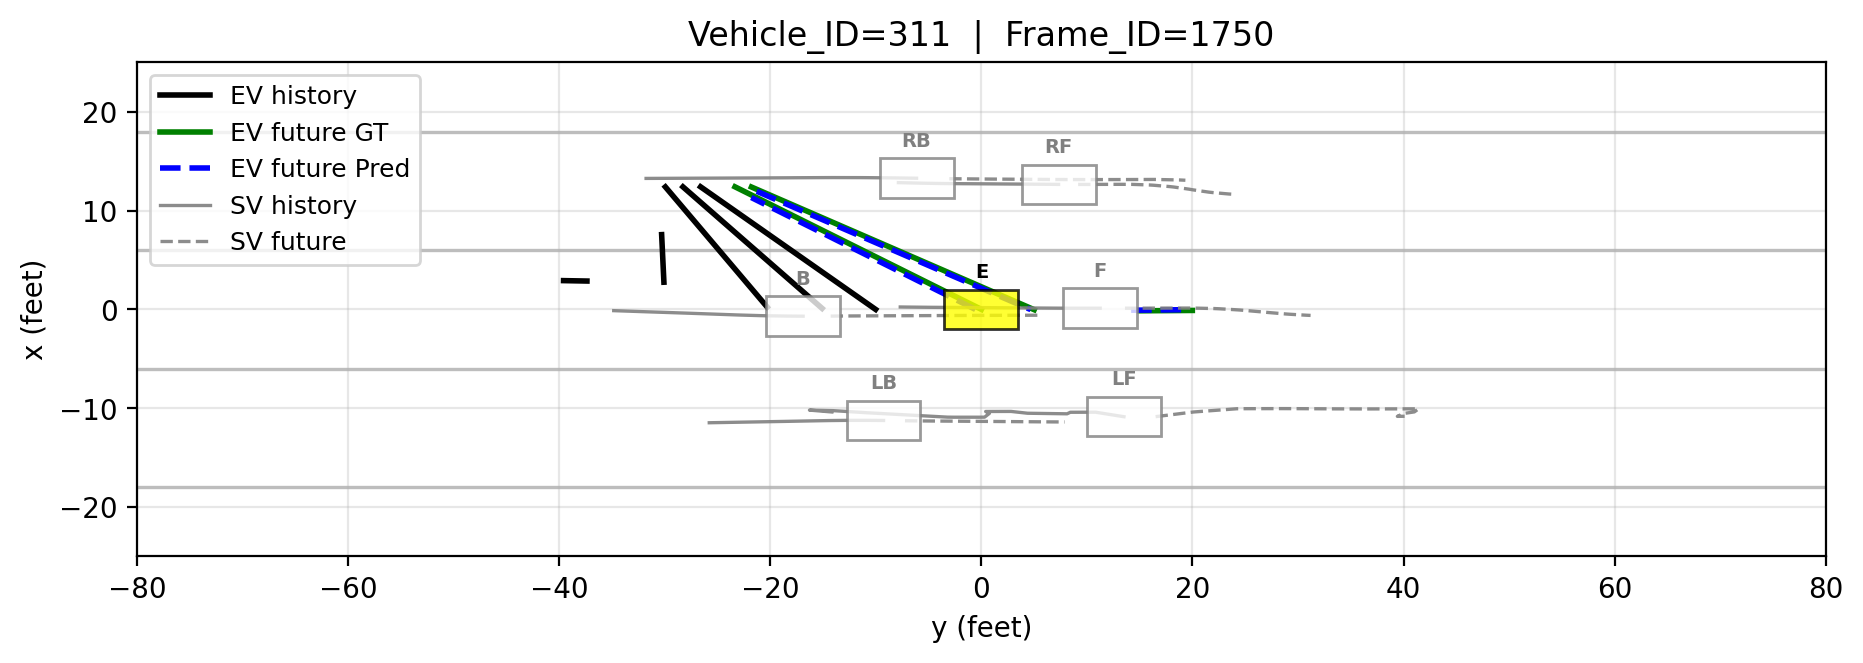 Vehicle_ID=311 | Frame_ID=1750
EV history
EV future GT
EV future Pred
SV history
SV future
RB
RF
B
E
F
LB
LF
20
10
0
−10
−20
x (feet)
−80
−60
−40
−20
0
20
40
60
80
y (feet)